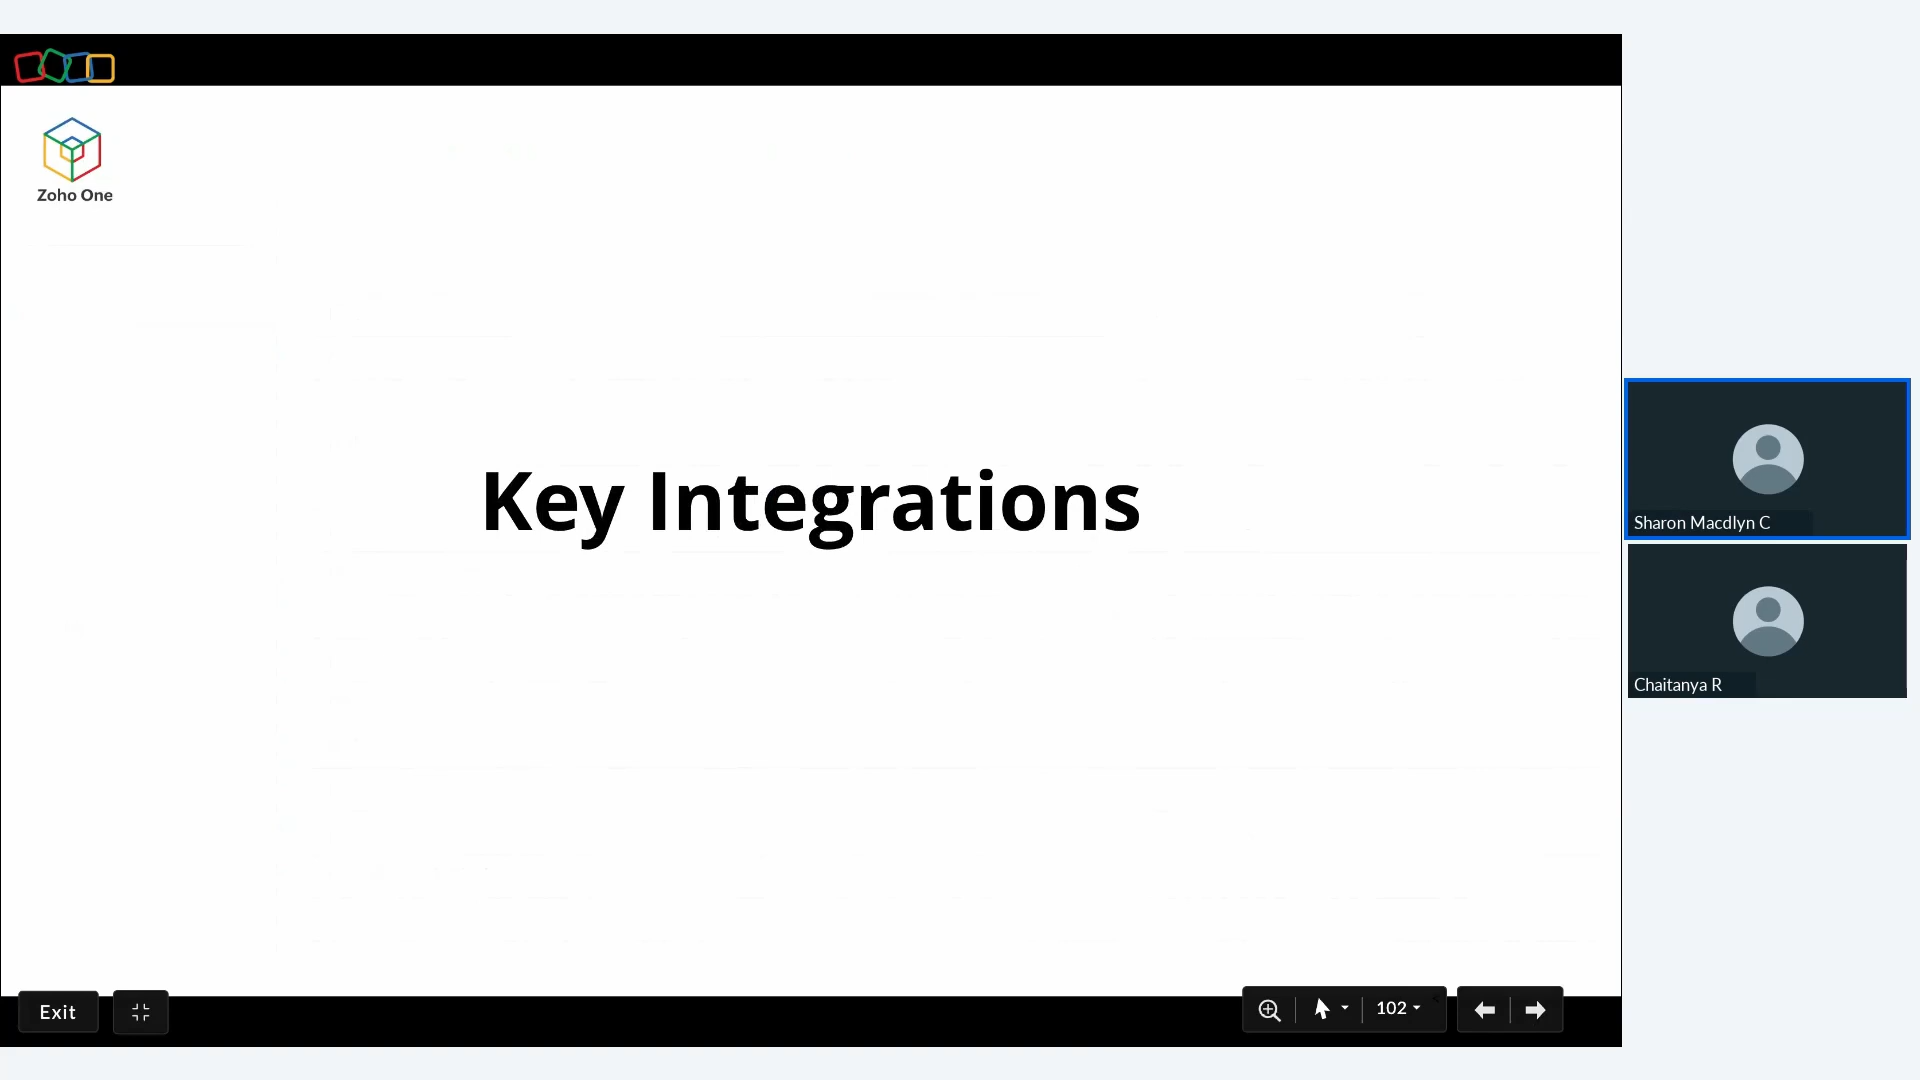 Zoho One
Key Integrations
Sharon Macdlyn C
Chaitanya R
Exit
102